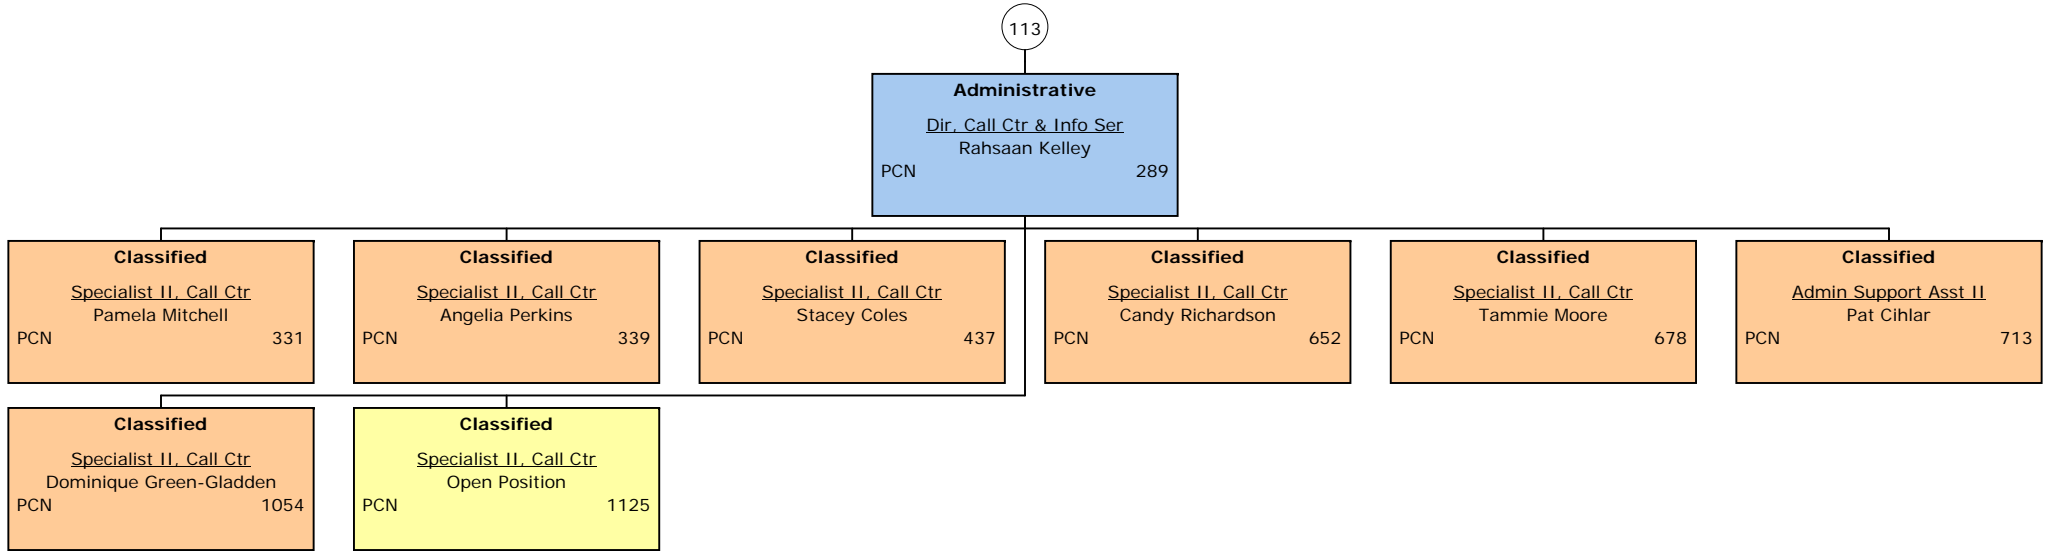 113
Administrative
Dir, Call Ctr & Info Ser
Rahsaan Kelley
PCN 289
Classified
Specialist II, Call Ctr
Pamela Mitchell
PCN 331
Classified
Specialist II, Call Ctr
Angelia Perkins
PCN 339
Classified
Specialist II, Call Ctr
Stacey Coles
PCN 437
Classified
Specialist II, Call Ctr
Candy Richardson
PCN 652
Classified
Specialist II, Call Ctr
Tammie Moore
PCN 678
Classified
Admin Support Asst II
Pat Cihlar
PCN 713
Classified
Specialist II, Call Ctr
Dominique Green-Gladden
PCN 1054
Classified
Specialist II, Call Ctr
Open Position
PCN 1125